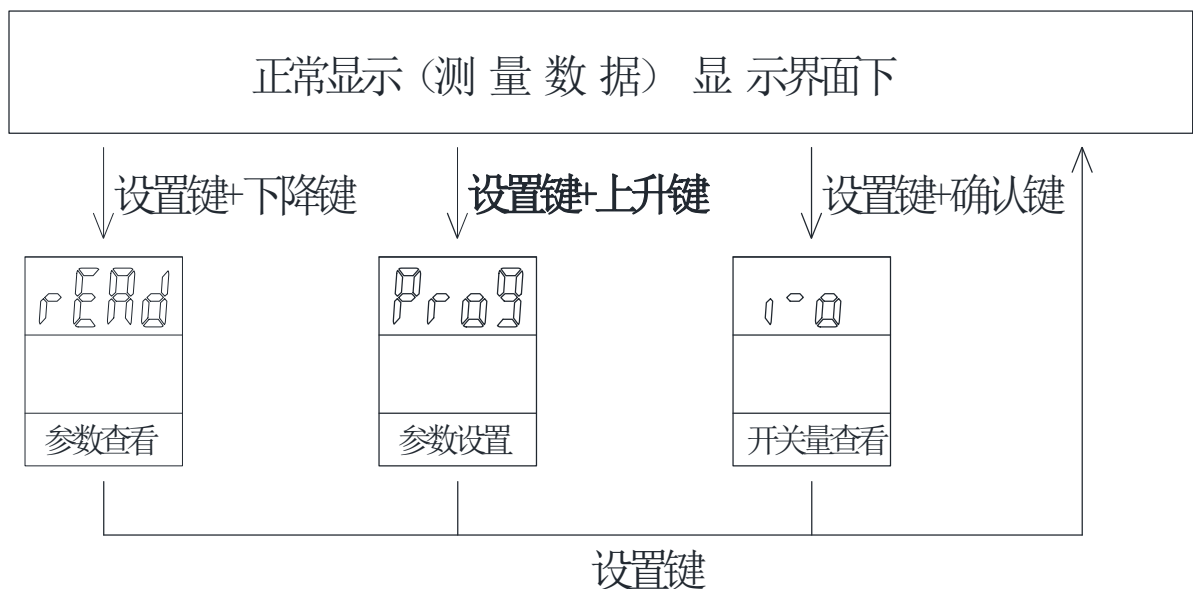 正常显示（测 量 数 据） 显 示界面下
设置键+下降键 设置键+上升键 设置键+确认键
rEAd Prog i-o
参数查看 参数设置 开关量查看
设置键